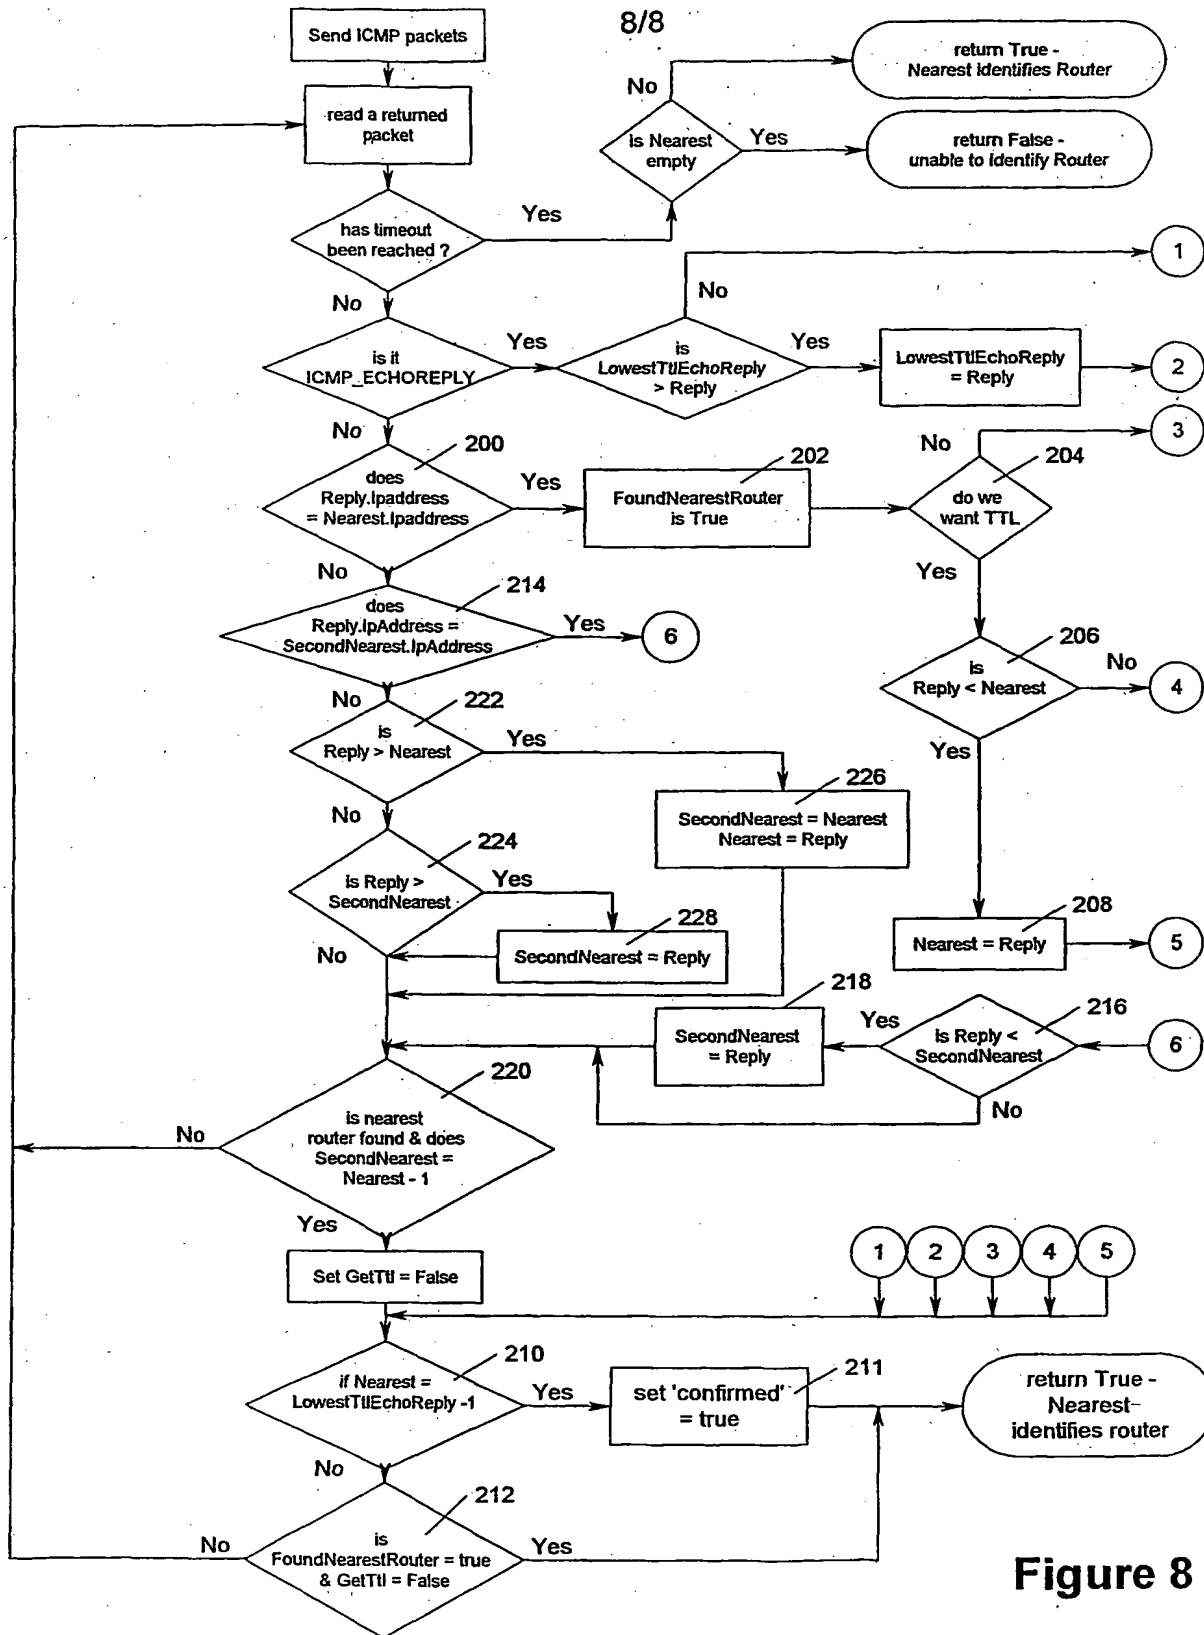 8/8
Send ICMP packets
return True -
Nearest Identifies Router
No
read a returned
packet
is Nearest
empty
Yes
return False -
unable to identify Router
has timeout
been reached ?
Yes
1
No
No
is it
ICMP_ECHOREPLY
Yes
is
LowestTtlEchoReply
> Reply
Yes
LowestTtlEchoReply
= Reply
2
No
200
3
No
does
Reply.Ipaddress
= Nearest.Ipaddress
Yes
202
FoundNearestRouter
is True
204
do we
want TTL
No
214
Yes
does
Reply.IpAddress =
SecondNearest.IpAddress
Yes
6
206
is
Reply < Nearest
No
4
No
222
is
Reply > Nearest
Yes
Yes
226
SecondNearest = Nearest
Nearest = Reply
No
224
is Reply >
SecondNearest
Yes
208
Nearest = Reply
5
228
SecondNearest = Reply
No
218
SecondNearest
= Reply
Yes
216
is Reply <
SecondNearest
6
No
220
is nearest
router found & does
SecondNearest =
Nearest - 1
No
Yes
1 2 3 4 5
Set GetTtl = False
210
if Nearest =
LowestTtlEchoReply -1
Yes
211
set 'confirmed'
= true
return True -
Nearest-
identifies router
No
212
is
FoundNearestRouter = true
& GetTtl = False
No
Yes
Figure 8